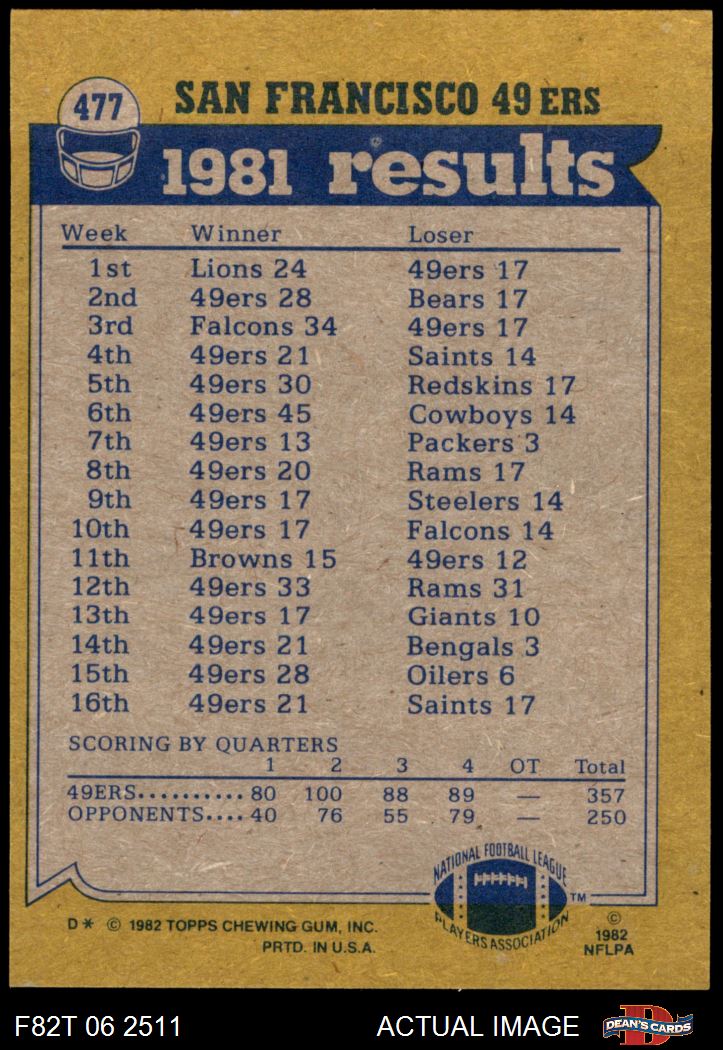 477
SAN FRANCISCO 49ERS
1981 results
Week Winner Loser
1st Lions 24 49ers 17
2nd 49ers 28 Bears 17
3rd Falcons 34 49ers 17
4th 49ers 21 Saints 14
5th 49ers 30 Redskins 17
6th 49ers 45 Cowboys 14
7th 49ers 13 Packers 3
8th 49ers 20 Rams 17
9th 49ers 17 Steelers 14
10th 49ers 17 Falcons 14
11th Browns 15 49ers 12
12th 49ers 33 Rams 31
13th 49ers 17 Giants 10
14th 49ers 21 Bengals 3
15th 49ers 28 Oilers 6
16th 49ers 21 Saints 17
SCORING BY QUARTERS
1 2 3 4 OT Total
49ERS.......... 80 100 88 89 — 357
OPPONENTS.... 40 76 55 79 — 250
NATIONAL FOOTBALL LEAGUE
PLAYERS ASSOCIATION
TM
D* © 1982 TOPPS CHEWING GUM, INC.
PRTD. IN U.S.A.
©
1982
NFLPA
F82T 06 2511 ACTUAL IMAGE
D
DEAN'S CARDS